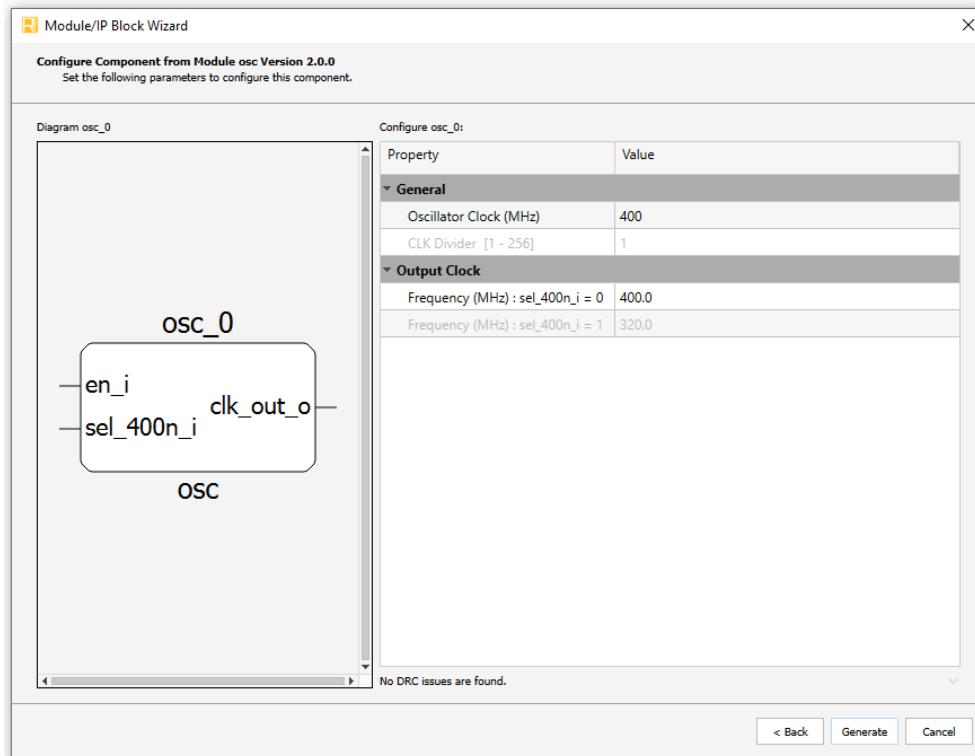 Module/IP Block Wizard
Configure Component from Module osc Version 2.0.0
Set the following parameters to configure this component.
Diagram osc_0
Configure osc_0:
Property Value
General
Oscillator Clock (MHz) 400
CLK Divider [1 - 256] 1
Output Clock
Frequency (MHz) : sel_400n_i = 0 400.0
Frequency (MHz) : sel_400n_i = 1 320.0
osc_0
en_i
clk_out_o
sel_400n_i
osc
No DRC issues are found.
< Back Generate Cancel